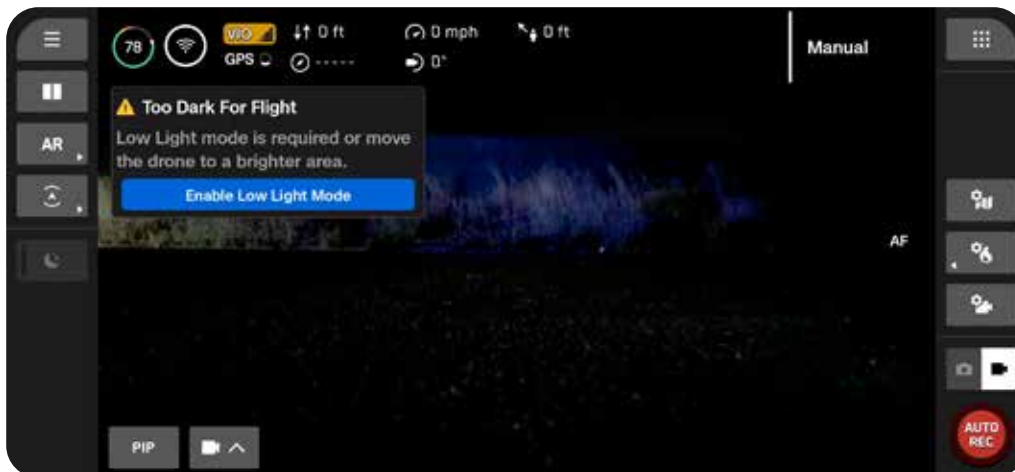 78
VIO
GPS
0 ft
-----
0 mph
0°
0 ft
Manual
Too Dark For Flight
Low Light mode is required or move
the drone to a brighter area.
Enable Low Light Mode
AR
AF
PIP
AUTO
REC